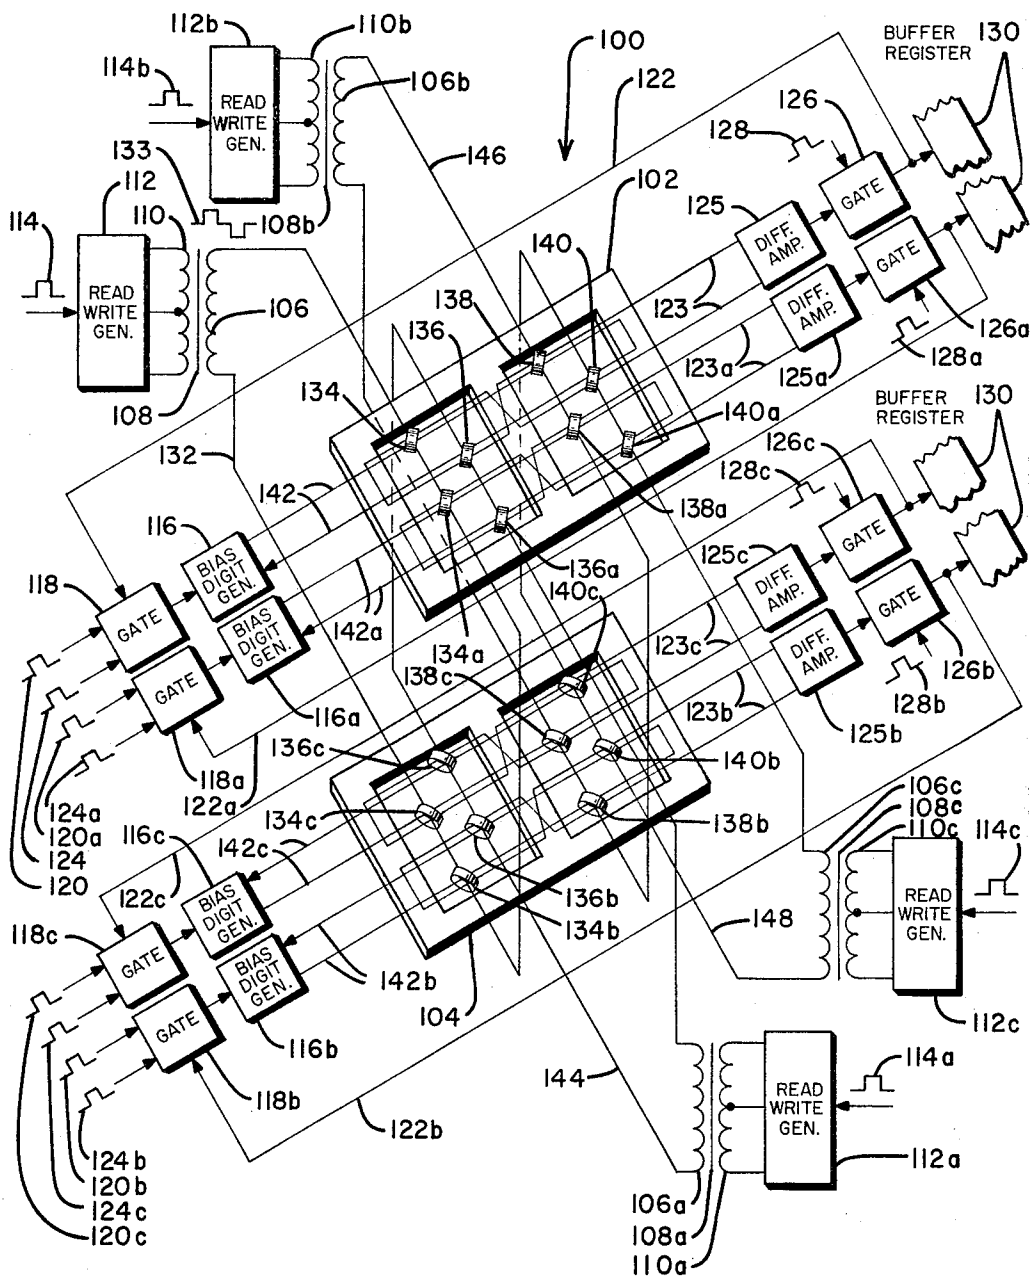 112b
110b
100
BUFFER
REGISTER
130
114b
106b
122
126
128
READ
WRITE
GEN.
146
102
133
112
108b
125
GATE
110
140
DIFF.
AMP.
114
138
123
GATE
READ
WRITE
GEN.
106
136
DIFF.
AMP.
126a
134
123a
128a
125a
108
140a
BUFFER
REGISTER
130
126c
132
128c
142
138a
116
125c
GATE
BIAS
DIGIT
GEN.
136a
118
140c
DIFF.
AMP.
GATE
BIAS
DIGIT
GEN.
142a
123c
GATE
134a
DIFF.
AMP.
126b
GATE
138c
123b
128b
116a
125b
136c
140b
118a
106c
124a
122a
134c
108c
120a
116c
138b
110c
124
142c
114c
120
122c
136b
BIAS
DIGIT
GEN.
148
READ
WRITE
GEN.
118c
134b
GATE
BIAS
DIGIT
GEN.
142b
104
112c
GATE
116b
114a
144
118b
READ
WRITE
GEN.
122b
124b
120b
112a
124c
106a
120c
108a
110a